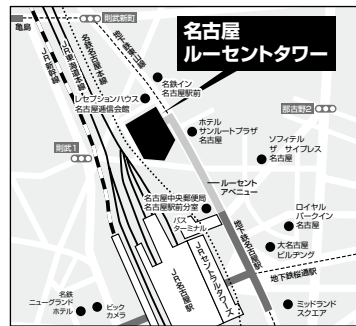 則武新町
亀島
名古屋
ルーセントタワー
JR新幹線
JR東海道本線
名鉄名古屋本線
地下鉄東山線
名鉄イン
名古屋駅前
レセプションハウス
名古屋逓信会館
那古野2
ホテル
サンルートプラザ
名古屋
ソフィテル
ザ サイプレス
名古屋
則武1
ルーセント
アベニュー
名古屋中央郵便局
名古屋駅前分室
バス
ターミナル
地下鉄名古屋駅
ロイヤル
パークイン
名古屋
大名古屋
ビルヂング
JR名古屋駅
JRセントラルタワーズ
地下鉄桜通駅
名鉄
ニューグランド
ホテル
ビック
カメラ
ミッドランド
スクエア